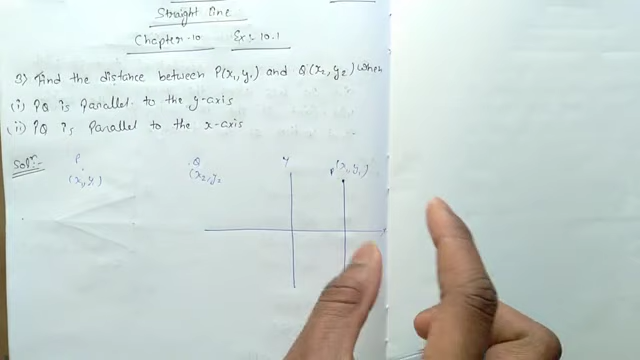 Straight line
Chapter-10 Ex:- 10.1
3) Find the distance between P(x₁, y₁) and Q(x₂, y₂) when
(i) PQ is parallel to the y-axis
(ii) PQ is parallel to the x-axis
Soln:-
P Q Y P(x₁, y₁)
(x₁, y₁) (x₂, y₂